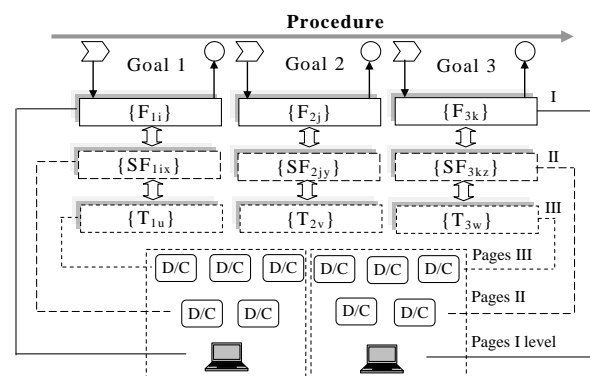 Procedure
Goal 1 Goal 2 Goal 3
I
{F1i} {F2j} {F3k}
II
{SF1ix} {SF2jy} {SF3kz}
III
{T1u} {T2v} {T3w}
D/C D/C D/C D/C D/C D/C Pages III
D/C D/C D/C D/C Pages II
Pages I level